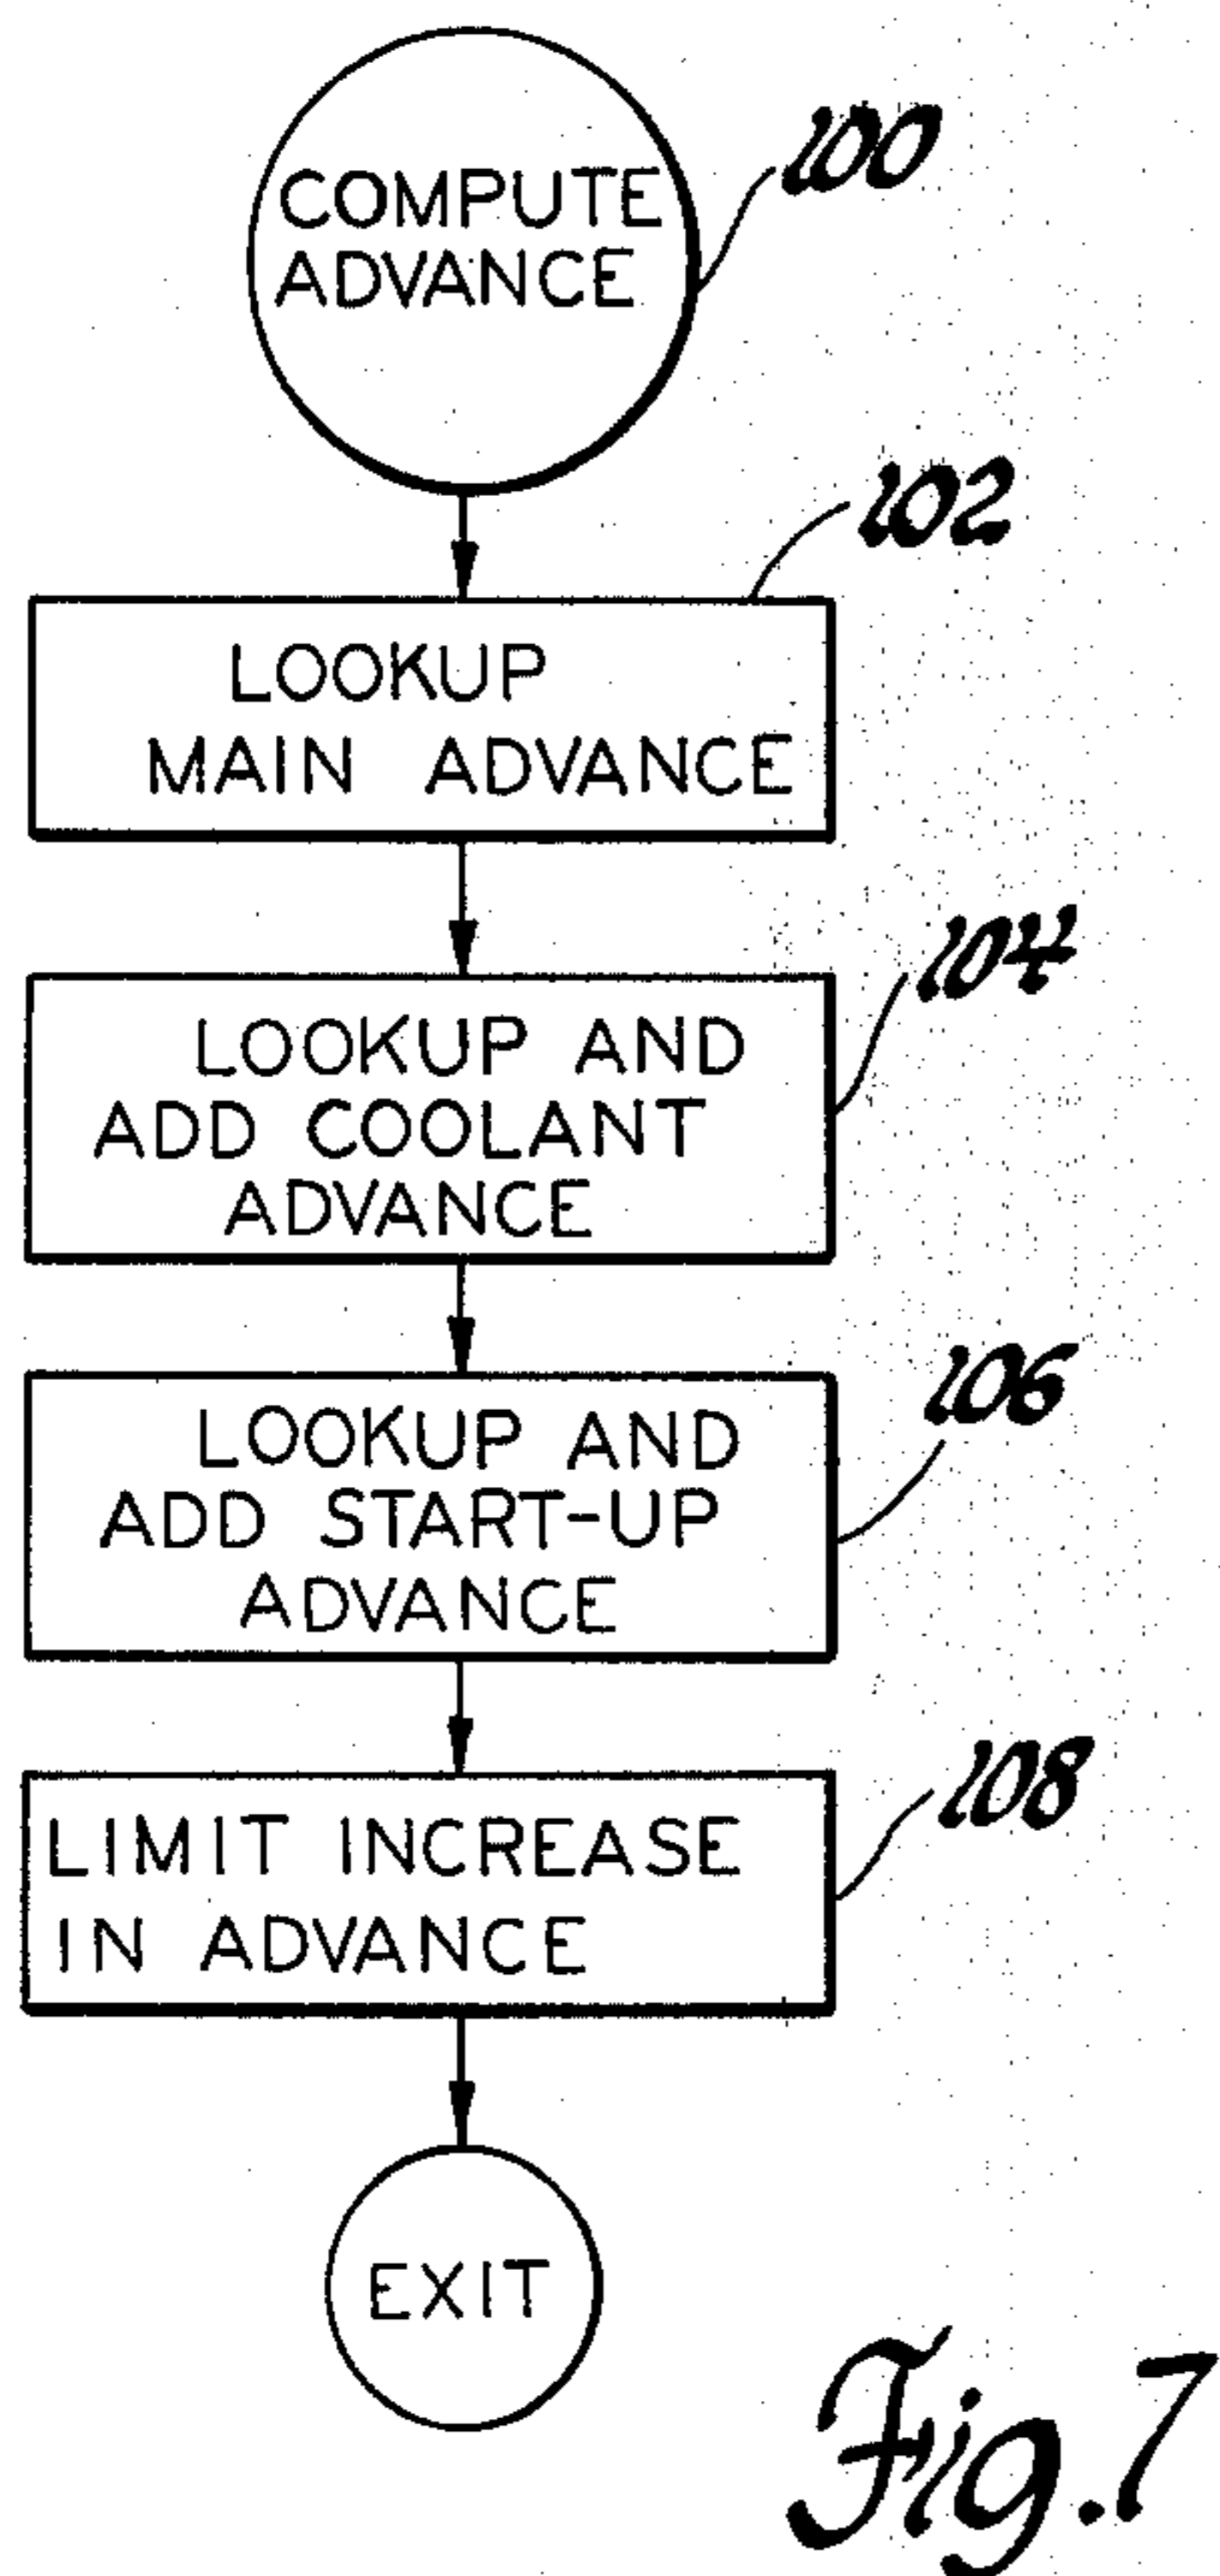 COMPUTE
ADVANCE
100
102
LOOKUP
MAIN ADVANCE
104
LOOKUP AND
ADD COOLANT
ADVANCE
106
LOOKUP AND
ADD START-UP
ADVANCE
108
LIMIT INCREASE
IN ADVANCE
EXIT
Fig. 7